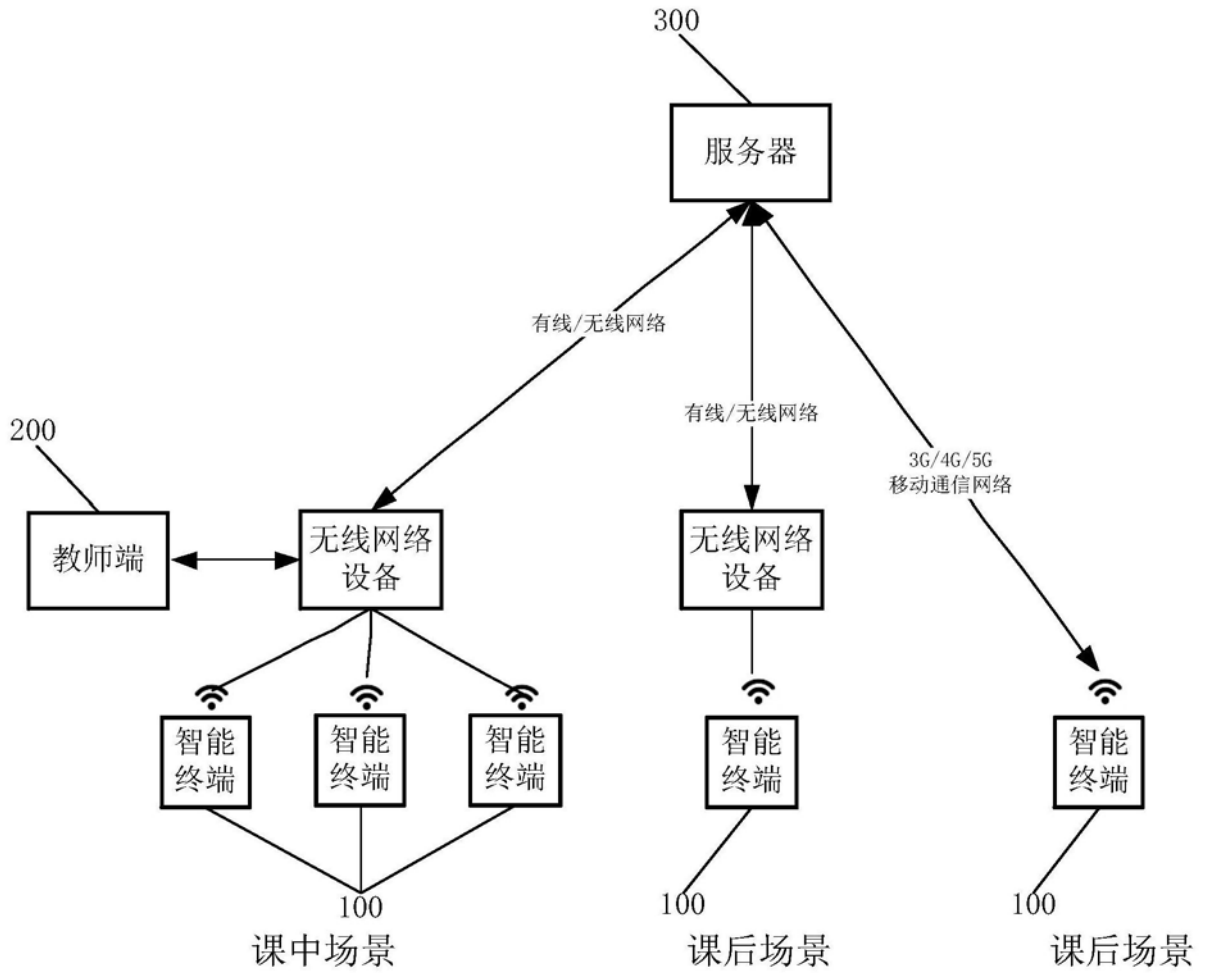 300
服务器
有线/无线网络
有线/无线网络
3G/4G/5G
移动通信网络
200
教师端
无线网络
设备
无线网络
设备
智能
终端
智能
终端
智能
终端
智能
终端
智能
终端
100
100
100
课中场景
课后场景
课后场景